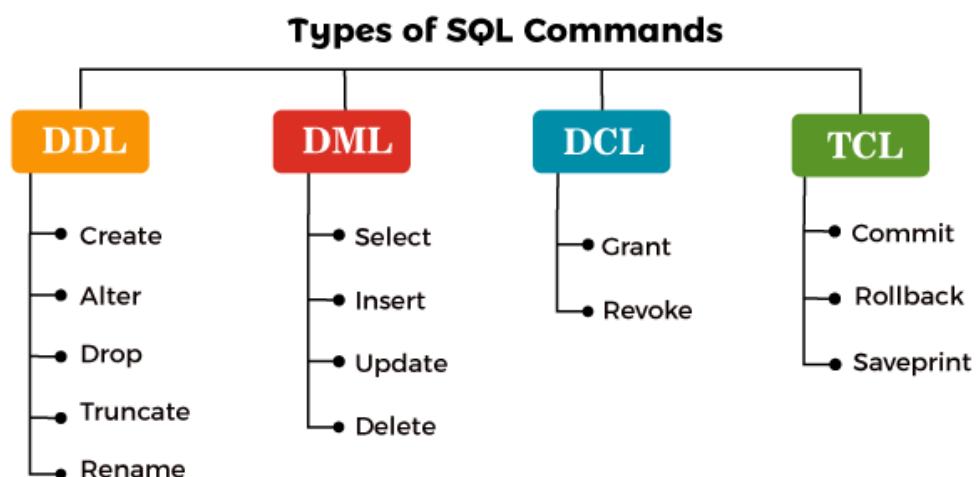 Types of SQL Commands
DDL
DML
DCL
TCL
Create
Alter
Drop
Truncate
Rename
Select
Insert
Update
Delete
Grant
Revoke
Commit
Rollback
Saveprint